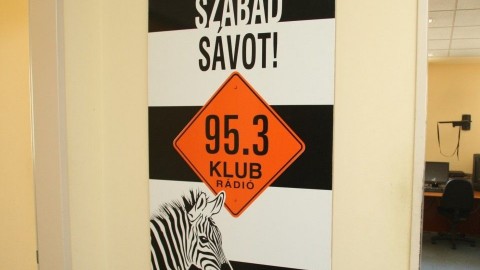 SZABAD
SÁVOT!
95.3
KLUB
RÁDIÓ